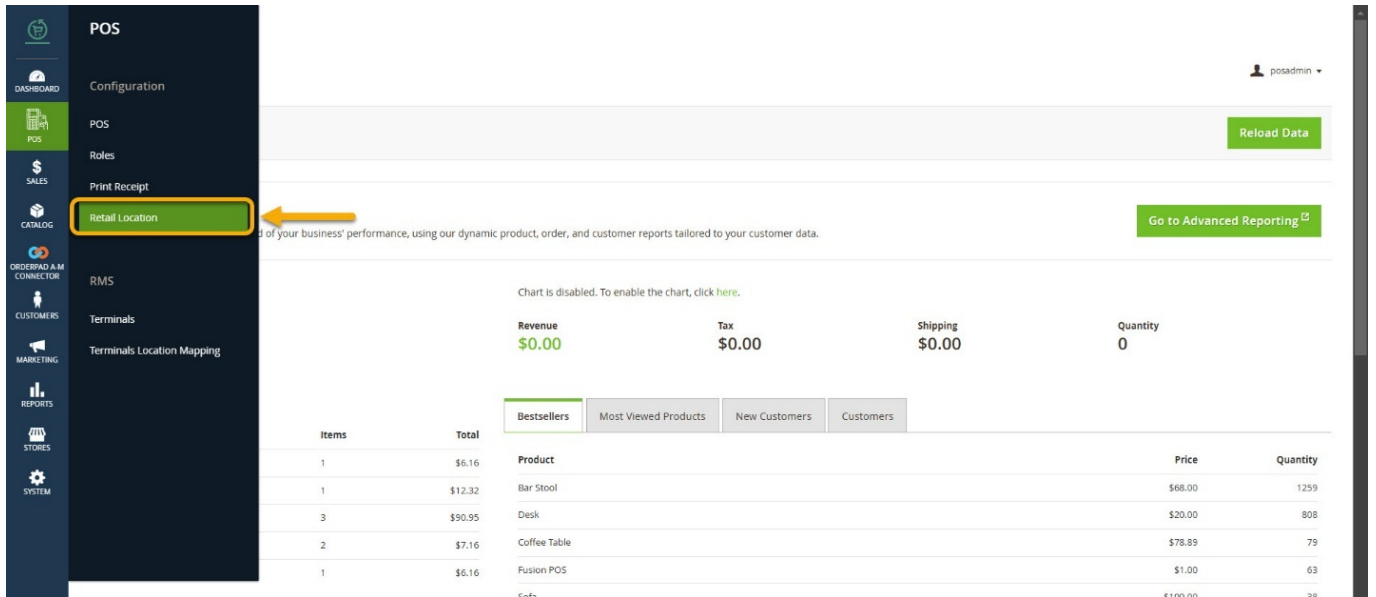 POS
DASHBOARD
POS
SALES
CATALOG
ORDERPAD A-M
CONNECTOR
CUSTOMERS
MARKETING
REPORTS
STORES
SYSTEM
Configuration
POS
Roles
Print Receipt
Retail Location
RMS
Terminals
Terminals Location Mapping
posadmin
Reload Data
of your business' performance, using our dynamic product, order, and customer reports tailored to your customer data.
Go to Advanced Reporting
Chart is disabled. To enable the chart, click here.
Revenue Tax Shipping Quantity
$0.00 $0.00 $0.00 0
Items Total
1 $6.16
1 $12.32
3 $90.95
2 $7.16
1 $6.16
Bestsellers Most Viewed Products New Customers Customers
Product Price Quantity
Bar Stool $68.00 1259
Desk $20.00 808
Coffee Table $78.89 79
Fusion POS $1.00 63